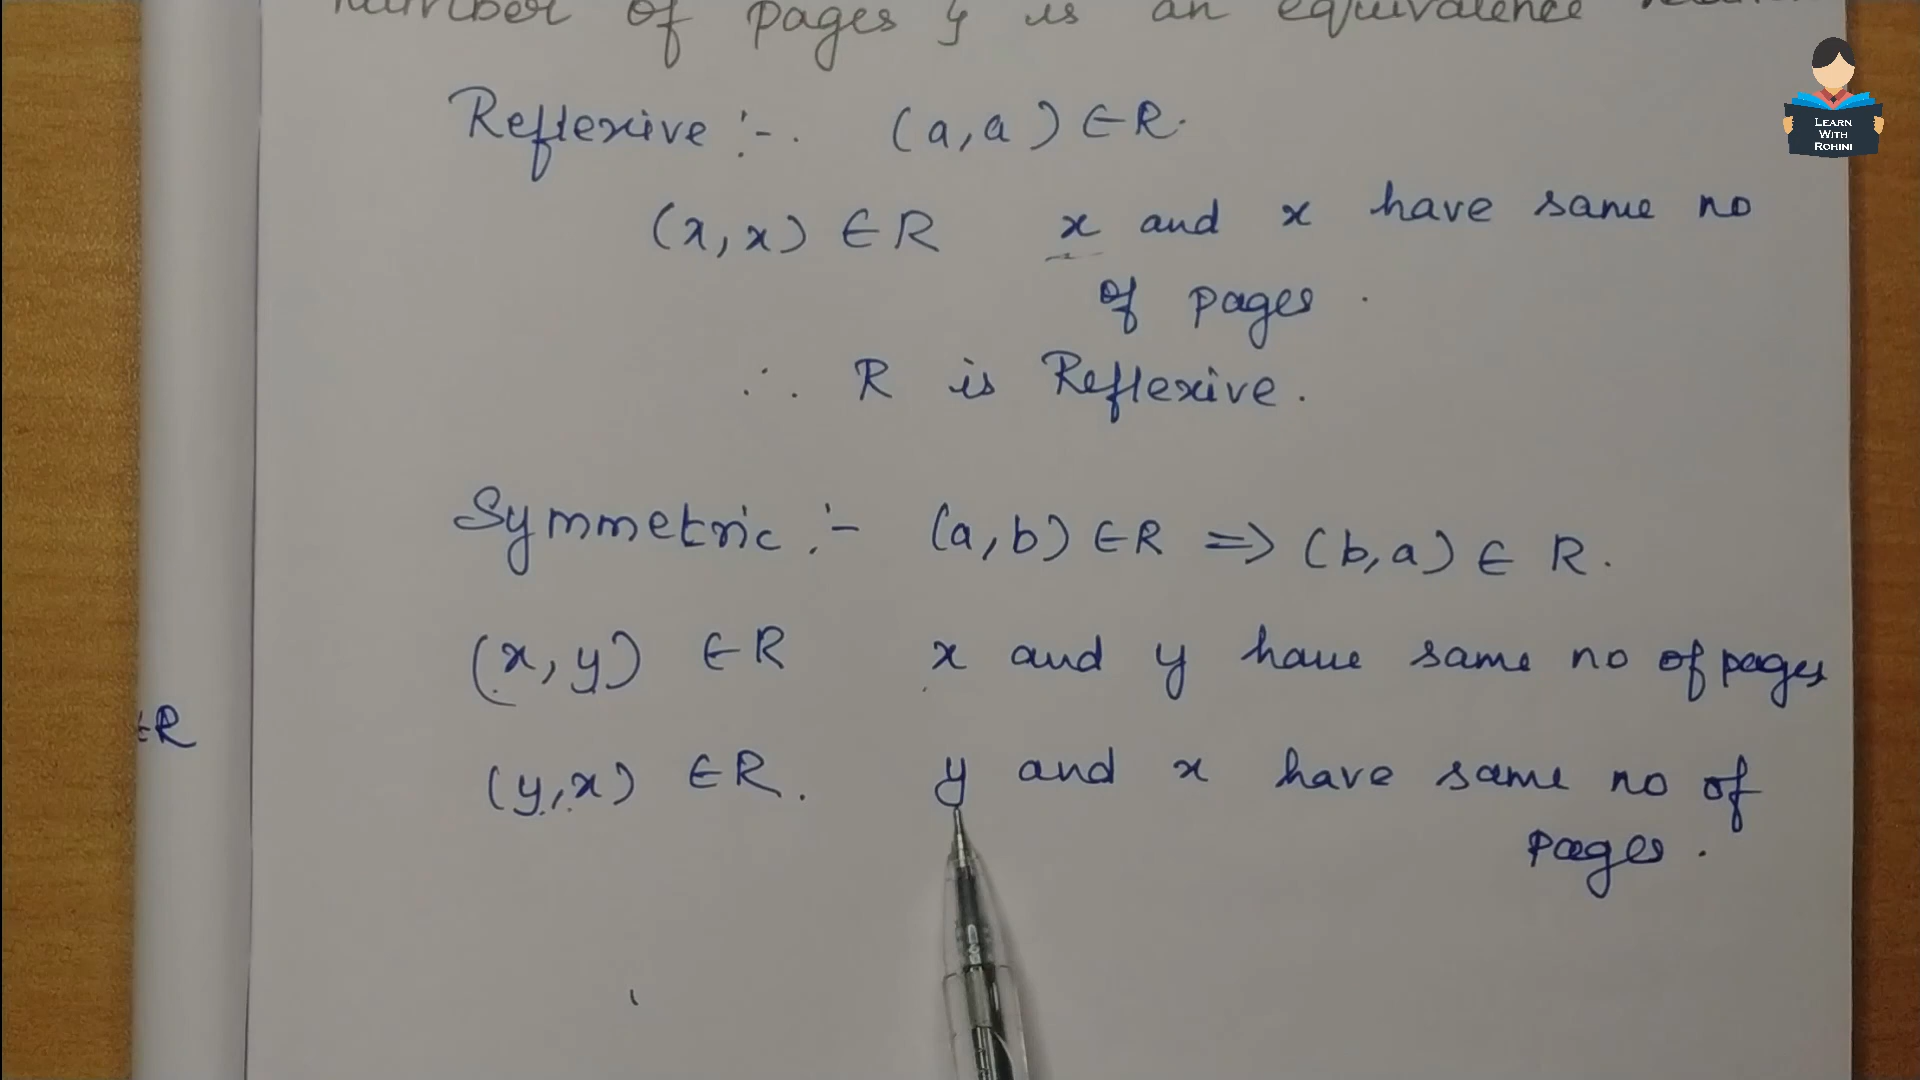 number of pages } is an equivalence
Reflexive :- (a,a) ∈ R.
(x,x) ∈ R x and x have same no
of pages .
∴ R is Reflexive.
Symmetric :- (a,b) ∈ R => (b,a) ∈ R.
(x,y) ∈ R x and y have same no of pages
∈R
(y,x) ∈ R. y and x have same no of
pages .
LEARN
WITH
ROHINI